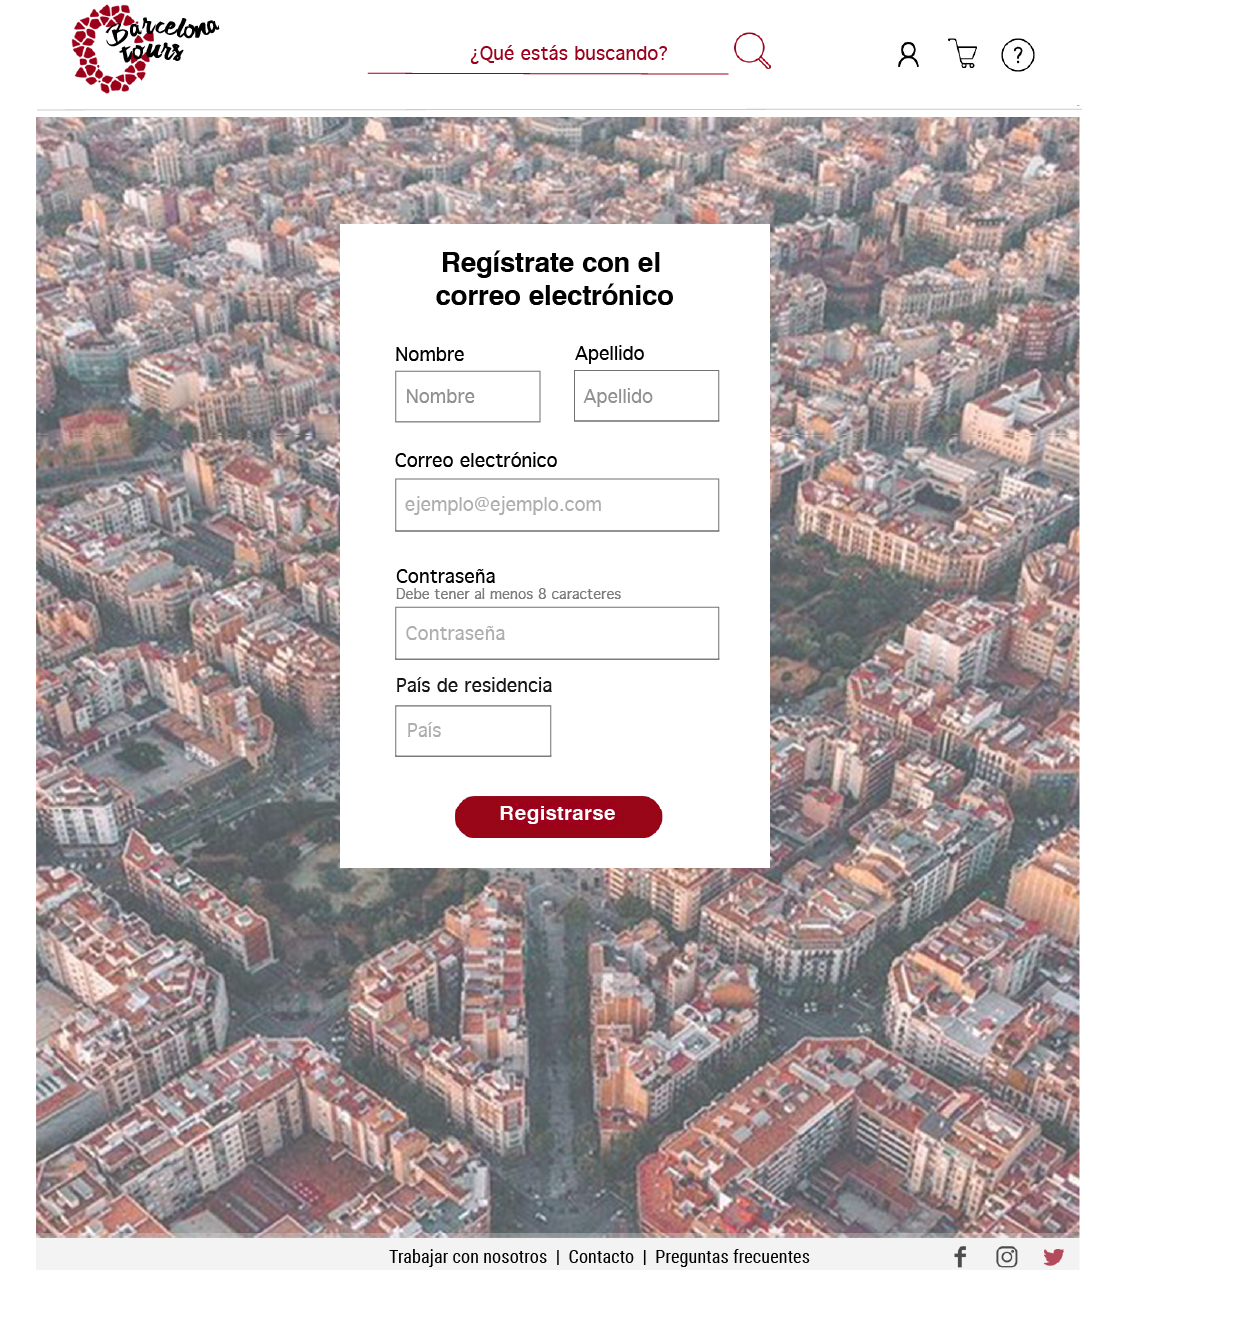 Barcelona
tours
¿Qué estás buscando?
Regístrate con el
correo electrónico
Nombre
Apellido
Nombre
Apellido
Correo electrónico
ejemplo@ejemplo.com
Contraseña
Debe tener al menos 8 caracteres
Contraseña
País de residencia
País
Registrarse
Trabajar con nosotros | Contacto | Preguntas frecuentes